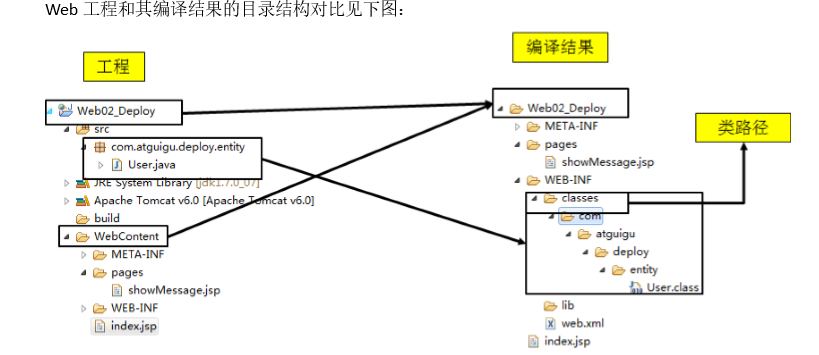 Web 工程和其编译结果的目录结构对比见下图：
工程
Web02_Deploy
src
com.atguigu.deploy.entity
User.java
JRE System Library [jdk1.7.0_07]
Apache Tomcat v6.0 [Apache Tomcat v6.0]
build
WebContent
META-INF
pages
showMessage.jsp
WEB-INF
index.jsp
编译结果
Web02_Deploy
META-INF
pages
showMessage.jsp
WEB-INF
classes
com
atguigu
deploy
entity
User.class
lib
web.xml
index.jsp
类路径